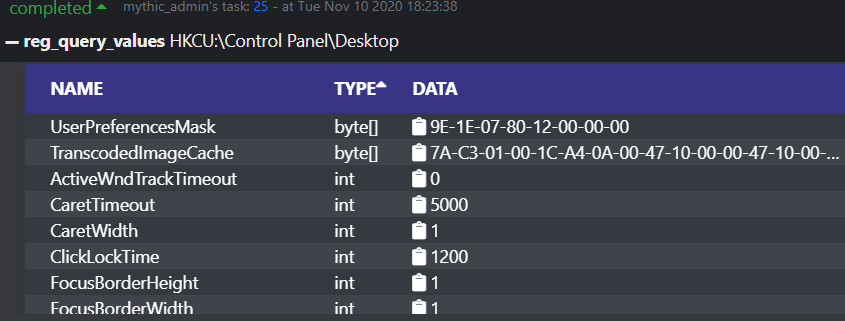 completed mythic_admin's task: 25 - at Tue Nov 10 2020 18:23:38
– reg_query_values HKCU:\Control Panel\Desktop
NAME TYPE DATA
UserPreferencesMask byte[] 9E-1E-07-80-12-00-00-00
TranscodedImageCache byte[] 7A-C3-01-00-1C-A4-0A-00-47-10-00-00-47-10-00-...
ActiveWndTrackTimeout int 0
CaretTimeout int 5000
CaretWidth int 1
ClickLockTime int 1200
FocusBorderHeight int 1
FocusBorderWidth int 1